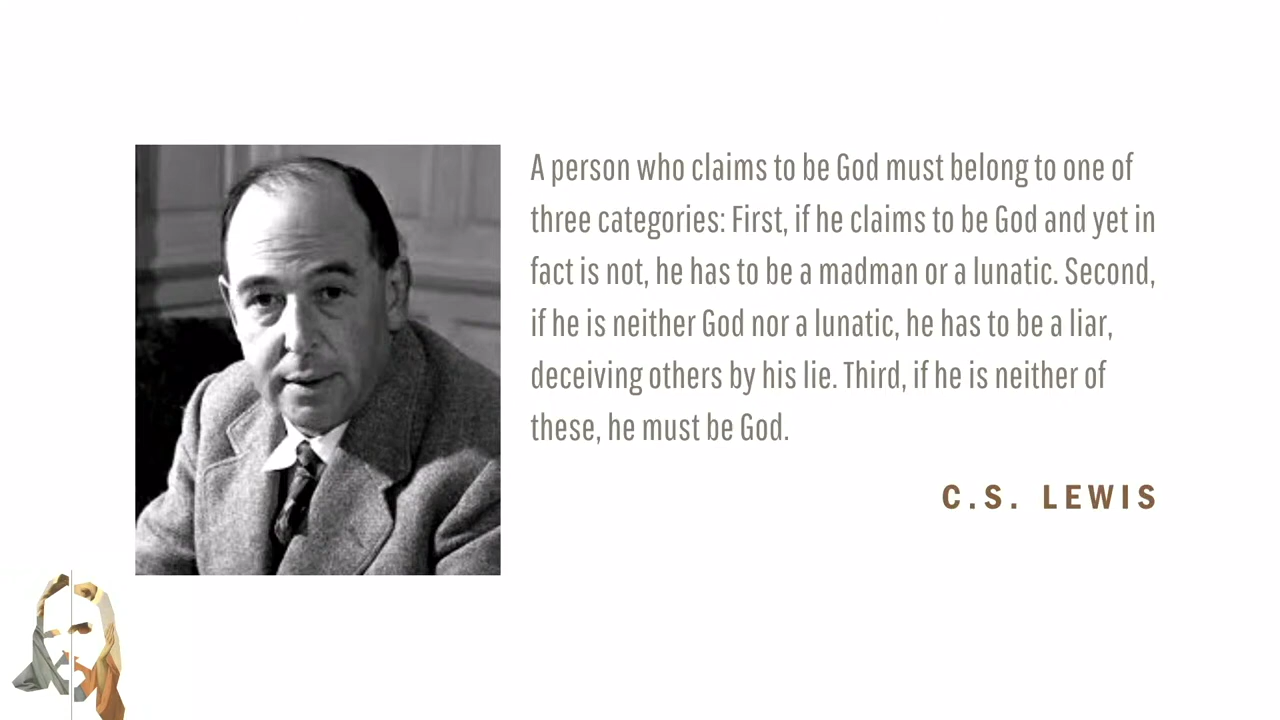 A person who claims to be God must belong to one of
three categories: First, if he claims to be God and yet in
fact is not, he has to be a madman or a lunatic. Second,
if he is neither God nor a lunatic, he has to be a liar,
deceiving others by his lie. Third, if he is neither of
these, he must be God.
C.S. LEWIS